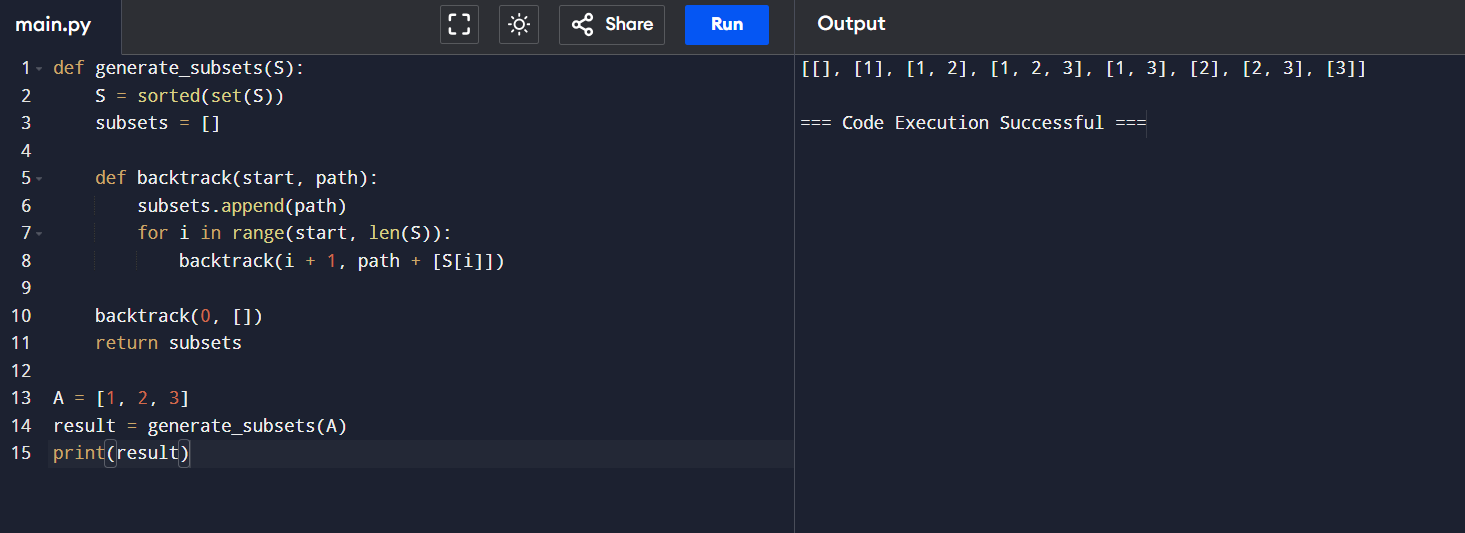 main.py
Share
Run
Output
1 def generate_subsets(S):
2     S = sorted(set(S))
3     subsets = []
4
5     def backtrack(start, path):
6         subsets.append(path)
7         for i in range(start, len(S)):
8             backtrack(i + 1, path + [S[i]])
9
10     backtrack(0, [])
11     return subsets
12
13 A = [1, 2, 3]
14 result = generate_subsets(A)
15 print(result)
[[], [1], [1, 2], [1, 2, 3], [1, 3], [2], [2, 3], [3]]
=== Code Execution Successful ===